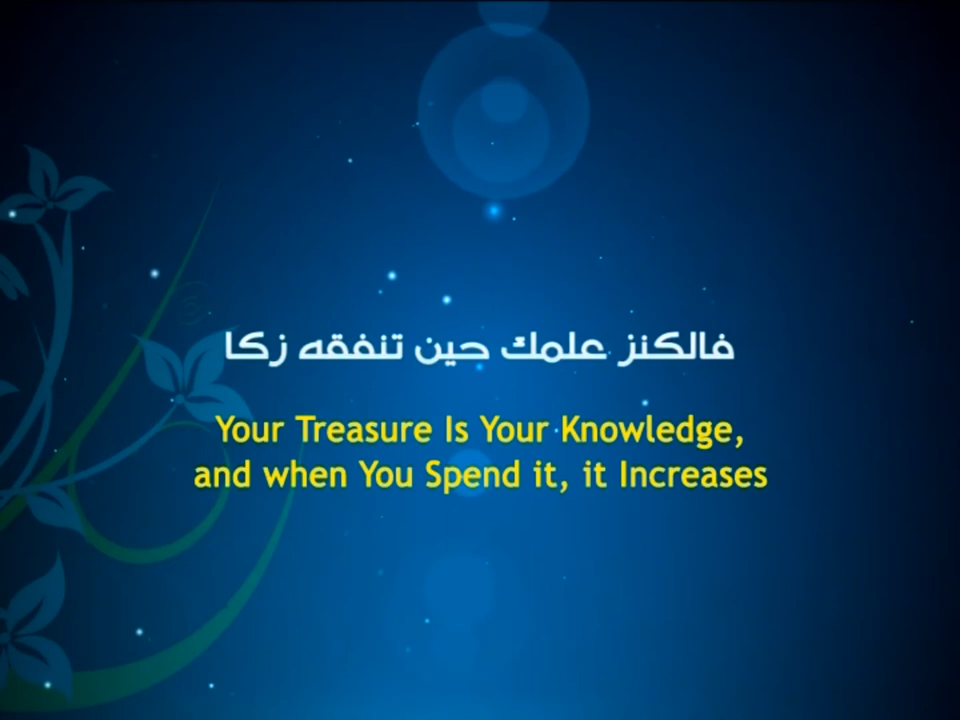 فالكنز علمك حين تنفقه زكا
Your Treasure Is Your Knowledge,
and when You Spend it, it Increases